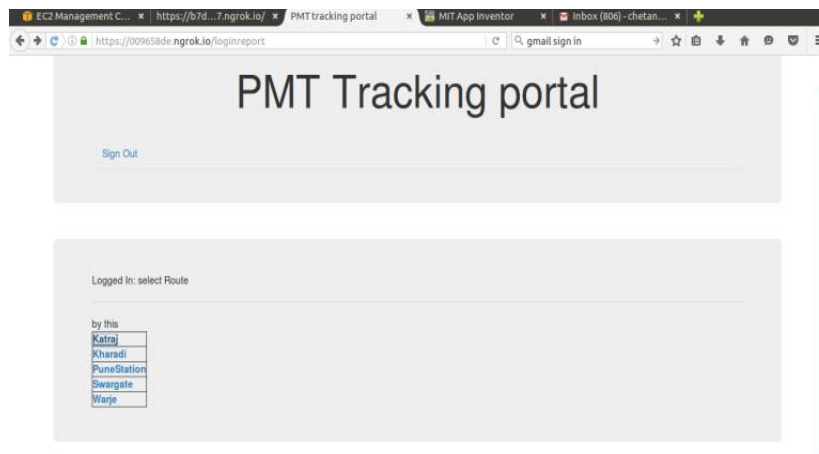 EC2 Management C... × https://b7d...7.ngrok.io/ × PMT tracking portal × MIT App Inventor × Inbox (806) - chetan... ×
https://009658de.ngrok.io/loginreport gmail sign in
PMT Tracking portal
Sign Out
Logged In: select Route
by this
Katraj
Kharadi
PuneStation
Swargate
Warje